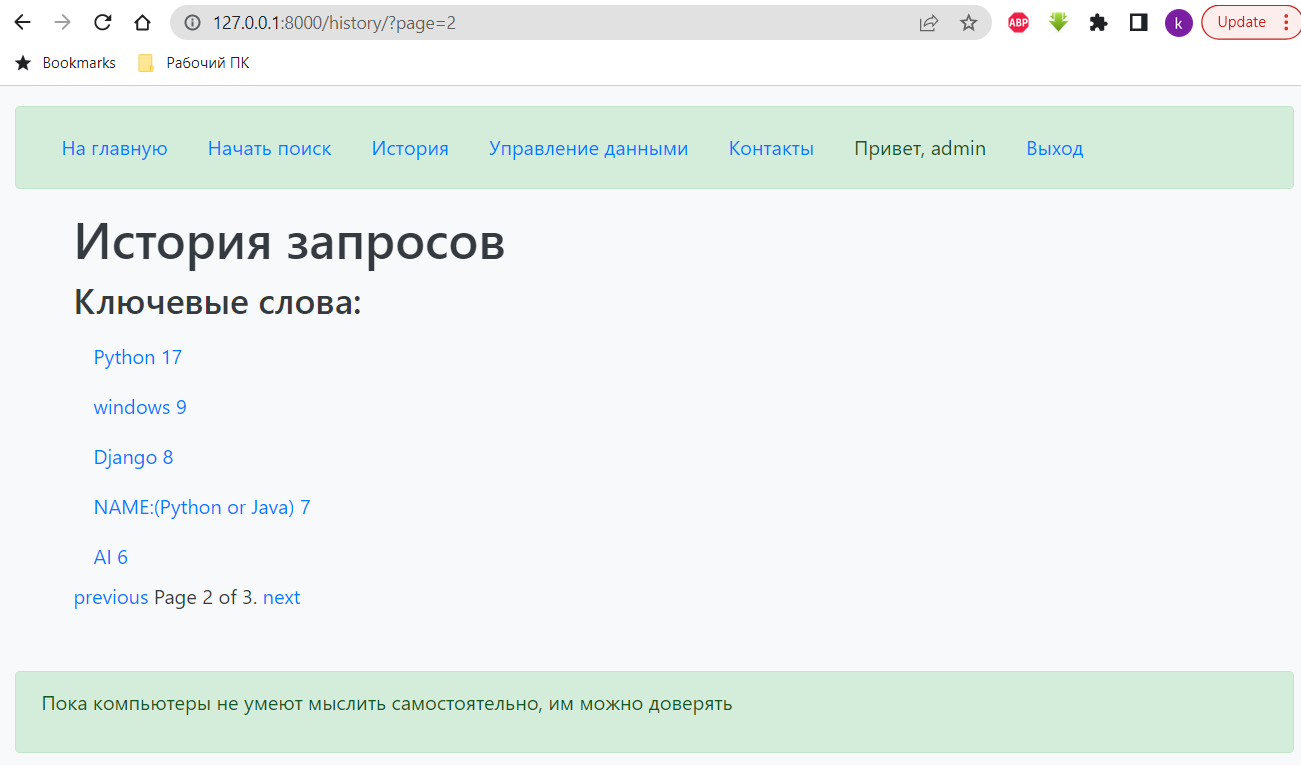 127.0.0.1:8000/history/?page=2
ABP
k
Update
Bookmarks
Рабочий ПК
На главную Начать поиск История Управление данными Контакты Привет, admin Выход
История запросов
Ключевые слова:
Python 17
windows 9
Django 8
NAME:(Python or Java) 7
AI 6
previous Page 2 of 3. next
Пока компьютеры не умеют мыслить самостоятельно, им можно доверять